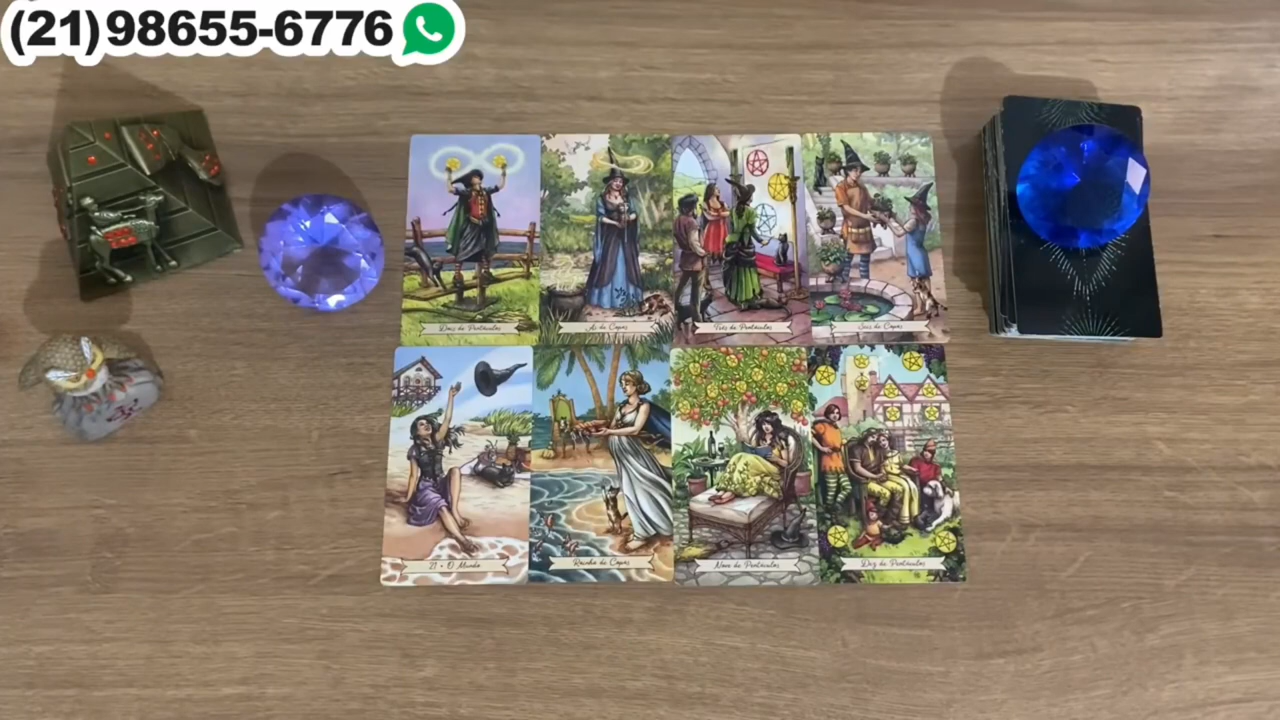 (21)98655-6776
Dois de Pentáculos
Ás de Copas
Três de Pentáculos
Seis de Copas
21 • O Mundo
Rainha de Copas
Nove de Pentáculos
Dez de Pentáculos